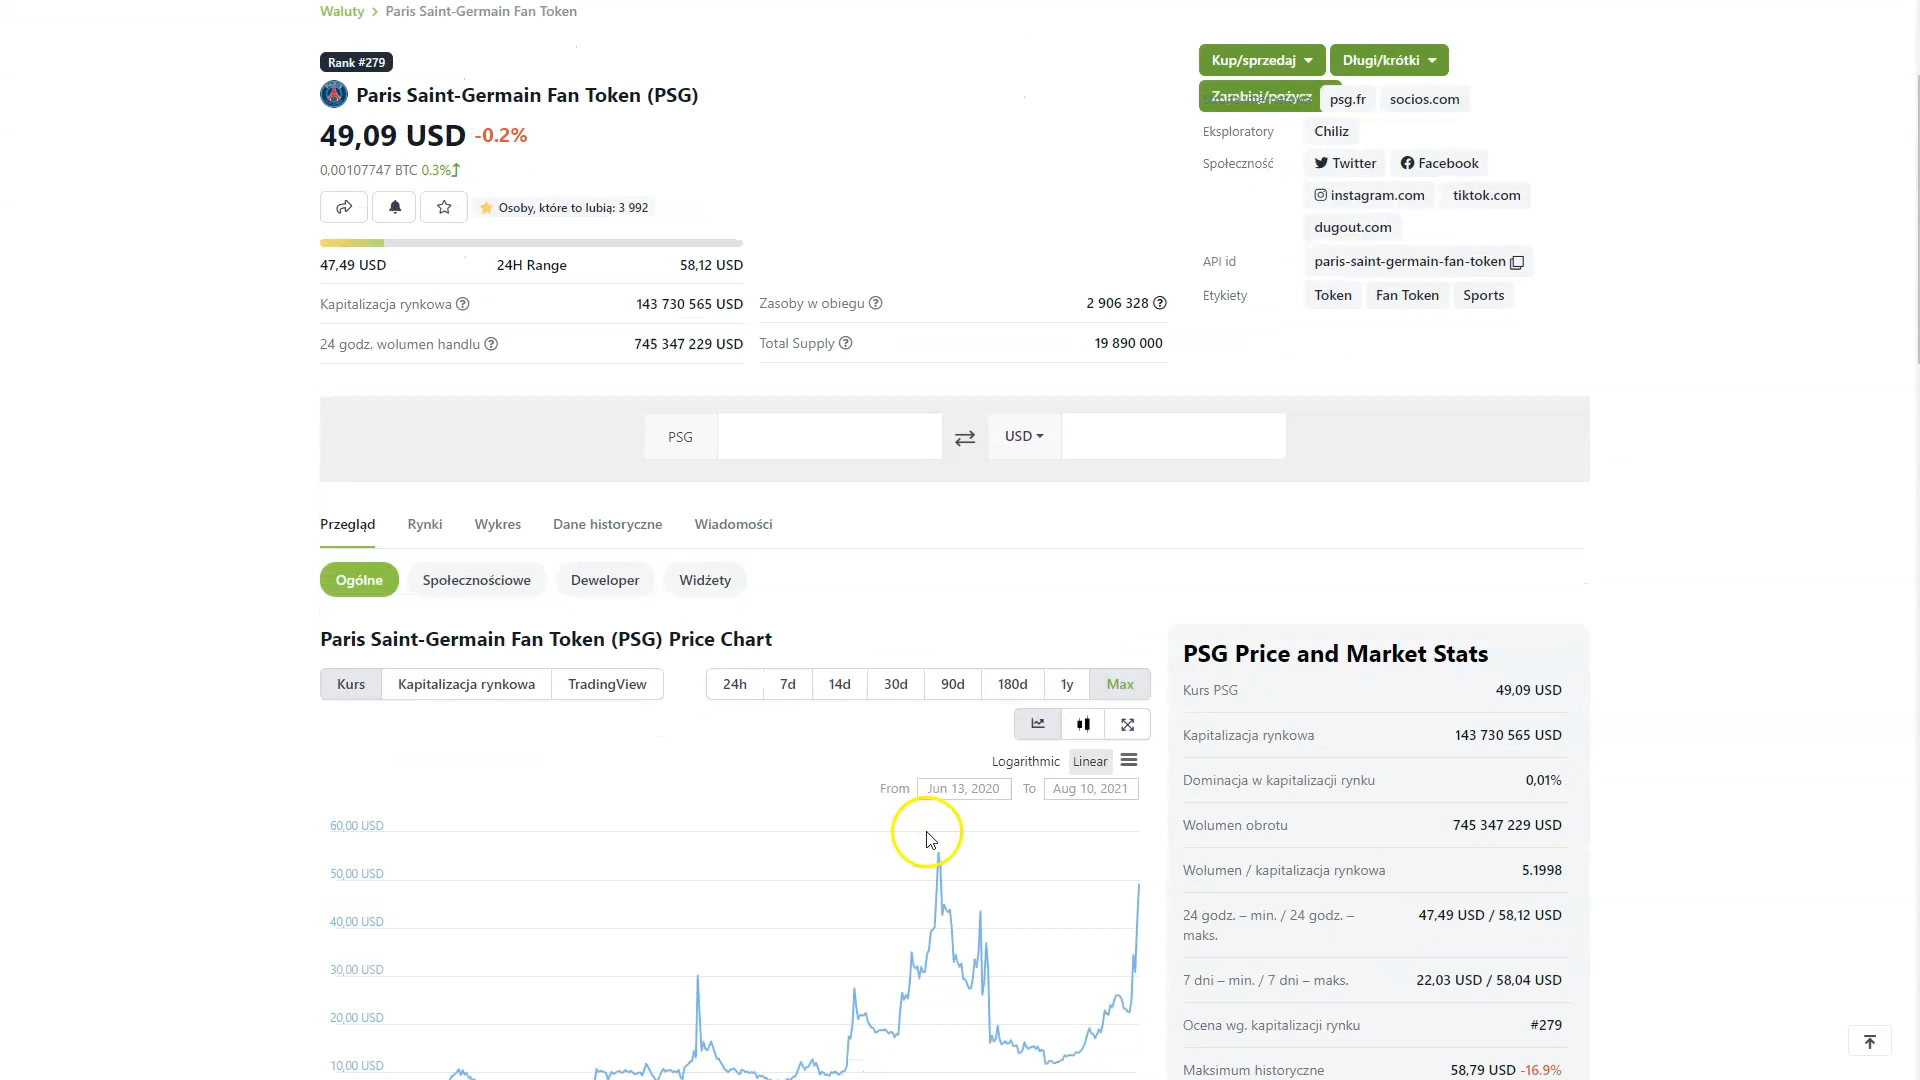 Waluty > Paris Saint-Germain Fan Token
Rank #279
Paris Saint-Germain Fan Token (PSG)
49,09 USD -0.2%
0,00107747 BTC 0.3%
Osoby, które to lubią: 3 992
47,49 USD 24H Range 58,12 USD
Kapitalizacja rynkowa 143 730 565 USD
24 godz. wolumen handlu 745 347 229 USD
Zasoby w obiegu 2 906 328
Total Supply 19 890 000
Kup/sprzedaj Długi/krótki
Zarabiaj/pożycz psg.fr socios.com
Eksploratory Chiliz
Społeczność Twitter Facebook
instagram.com tiktok.com
dugout.com
API id paris-saint-germain-fan-token
Etykiety Token Fan Token Sports
PSG USD
Przegląd Rynki Wykres Dane historyczne Wiadomości
Ogólne Społecznościowe Deweloper Widżety
Paris Saint-Germain Fan Token (PSG) Price Chart
Kurs Kapitalizacja rynkowa TradingView 24h 7d 14d 30d 90d 180d 1y Max
Logarithmic Linear
From Jun 13, 2020 To Aug 10, 2021
60,00 USD
50,00 USD
40,00 USD
30,00 USD
20,00 USD
10,00 USD
PSG Price and Market Stats
Kurs PSG 49,09 USD
Kapitalizacja rynkowa 143 730 565 USD
Dominacja w kapitalizacji rynku 0,01%
Wolumen obrotu 745 347 229 USD
Wolumen / kapitalizacja rynkowa 5.1998
24 godz. – min. / 24 godz. – 47,49 USD / 58,12 USD
maks.
7 dni – min. / 7 dni – maks. 22,03 USD / 58,04 USD
Ocena wg. kapitalizacji rynku #279
Maksimum historyczne 58,79 USD -16.9%